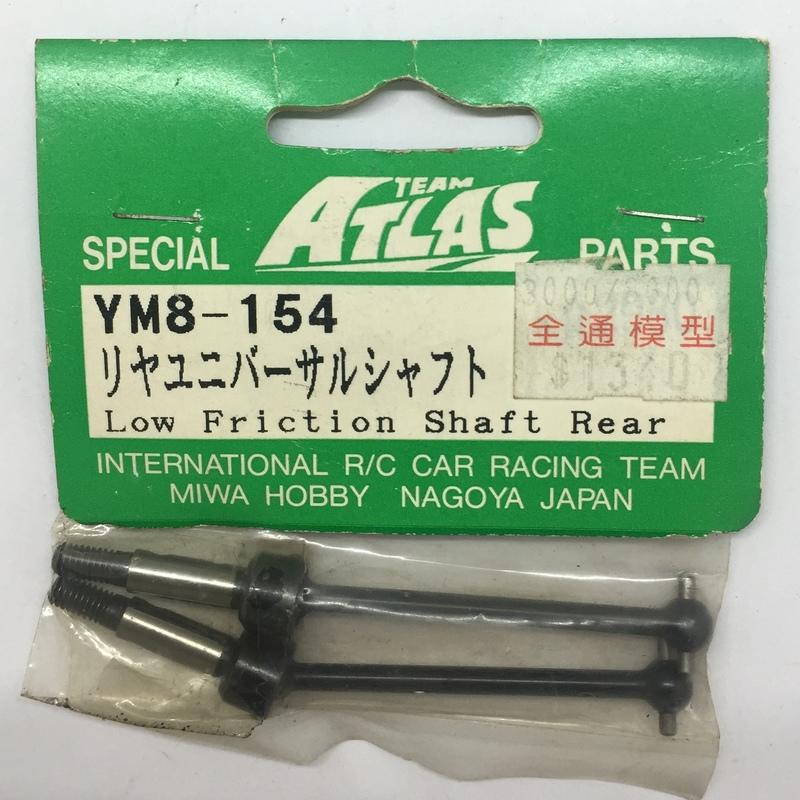 TEAM
ATLAS
SPECIAL PARTS
YM8-154
全通模型
リヤユニバーサルシャフト
Low Friction Shaft Rear
INTERNATIONAL R/C CAR RACING TEAM
MIWA HOBBY NAGOYA JAPAN